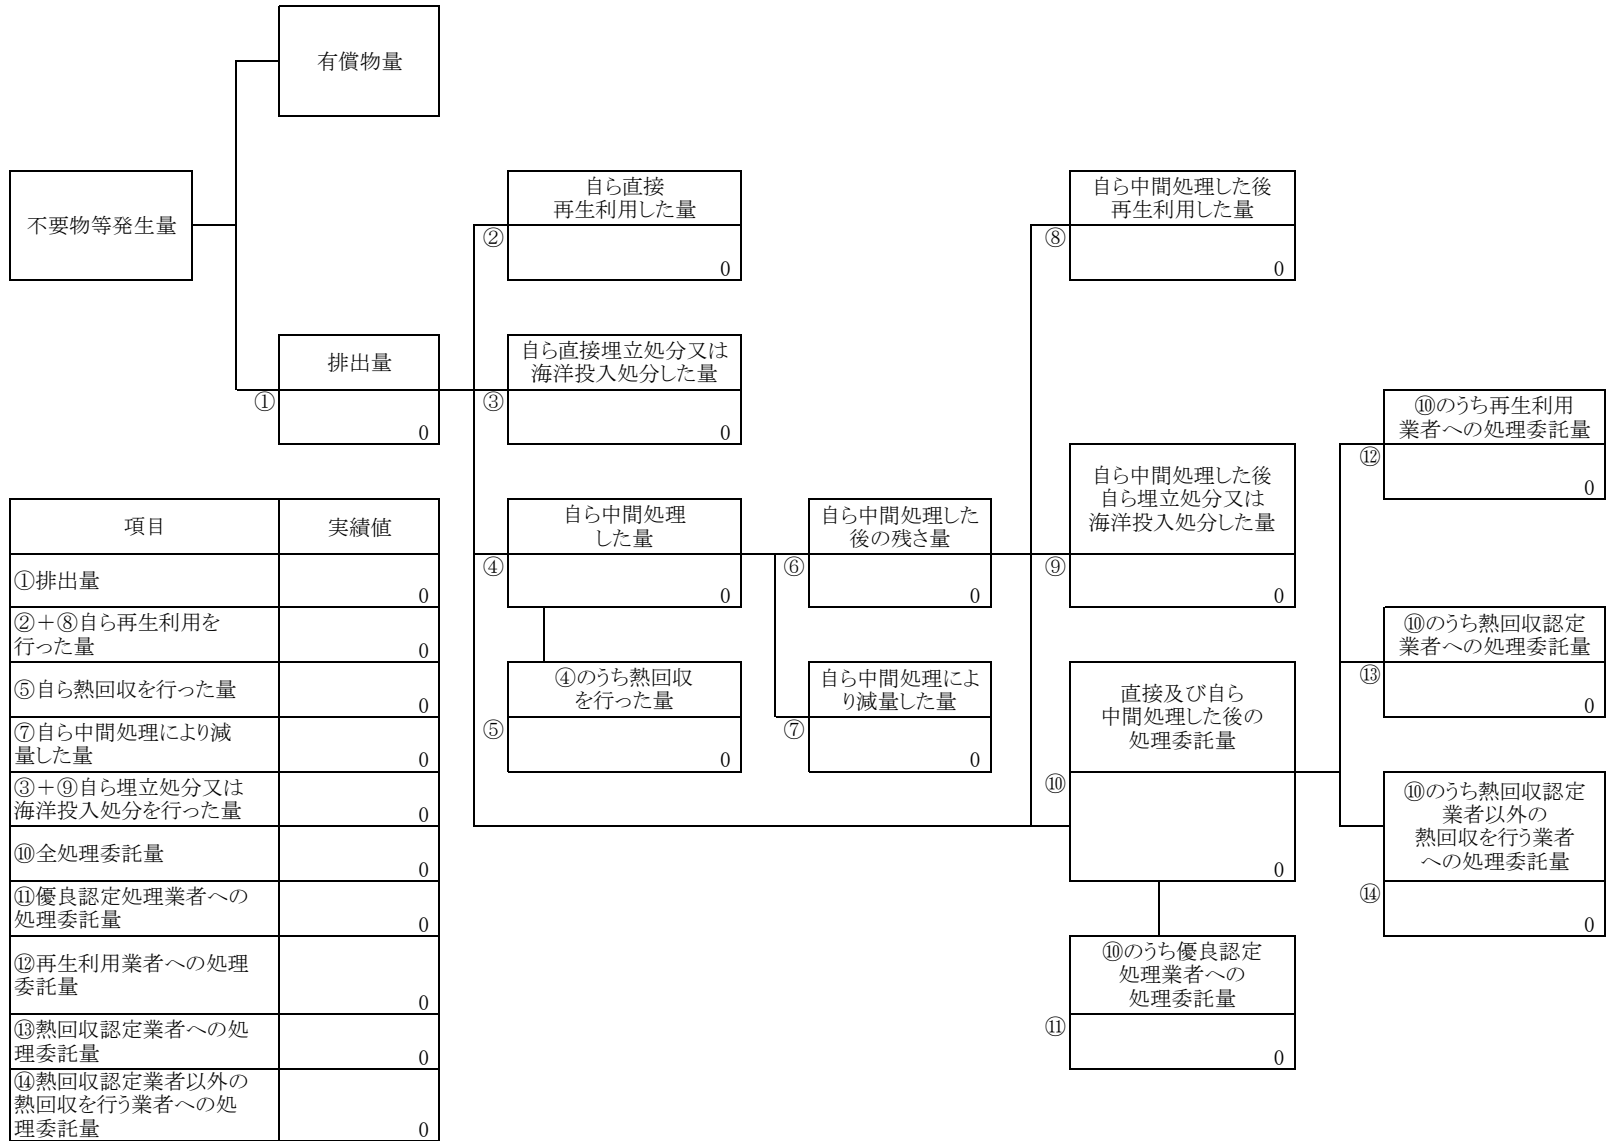 有償物量
不要物等発生量
自ら直接
再生利用した量
②
0
自ら中間処理した後
再生利用した量
⑧
0
排出量
①
0
自ら直接埋立処分又は
海洋投入処分した量
③
0
⑩のうち再生利用
業者への処理委託量
⑫
0
自ら中間処理
した量
④
0
自ら中間処理した
後の残さ量
⑥
0
自ら中間処理した後
自ら埋立処分又は
海洋投入処分した量
⑨
0
⑩のうち熱回収認定
業者への処理委託量
⑬
0
④のうち熱回収
を行った量
⑤
0
自ら中間処理によ
り減量した量
⑦
0
直接及び自ら
中間処理した後の
処理委託量
⑩
0
⑩のうち熱回収認定
業者以外の
熱回収を行う業者
への処理委託量
⑭
0
⑩のうち優良認定
処理業者への
処理委託量
⑪
0
項目 実績値
①排出量
0
②＋⑧自ら再生利用を
行った量
0
⑤自ら熱回収を行った量
0
⑦自ら中間処理により減
量した量
0
③＋⑨自ら埋立処分又は
海洋投入処分を行った量
0
⑩全処理委託量
0
⑪優良認定処理業者への
処理委託量
0
⑫再生利用業者への処理
委託量
0
⑬熱回収認定業者への処
理委託量
0
⑭熱回収認定業者以外の
熱回収を行う業者への処
理委託量
0